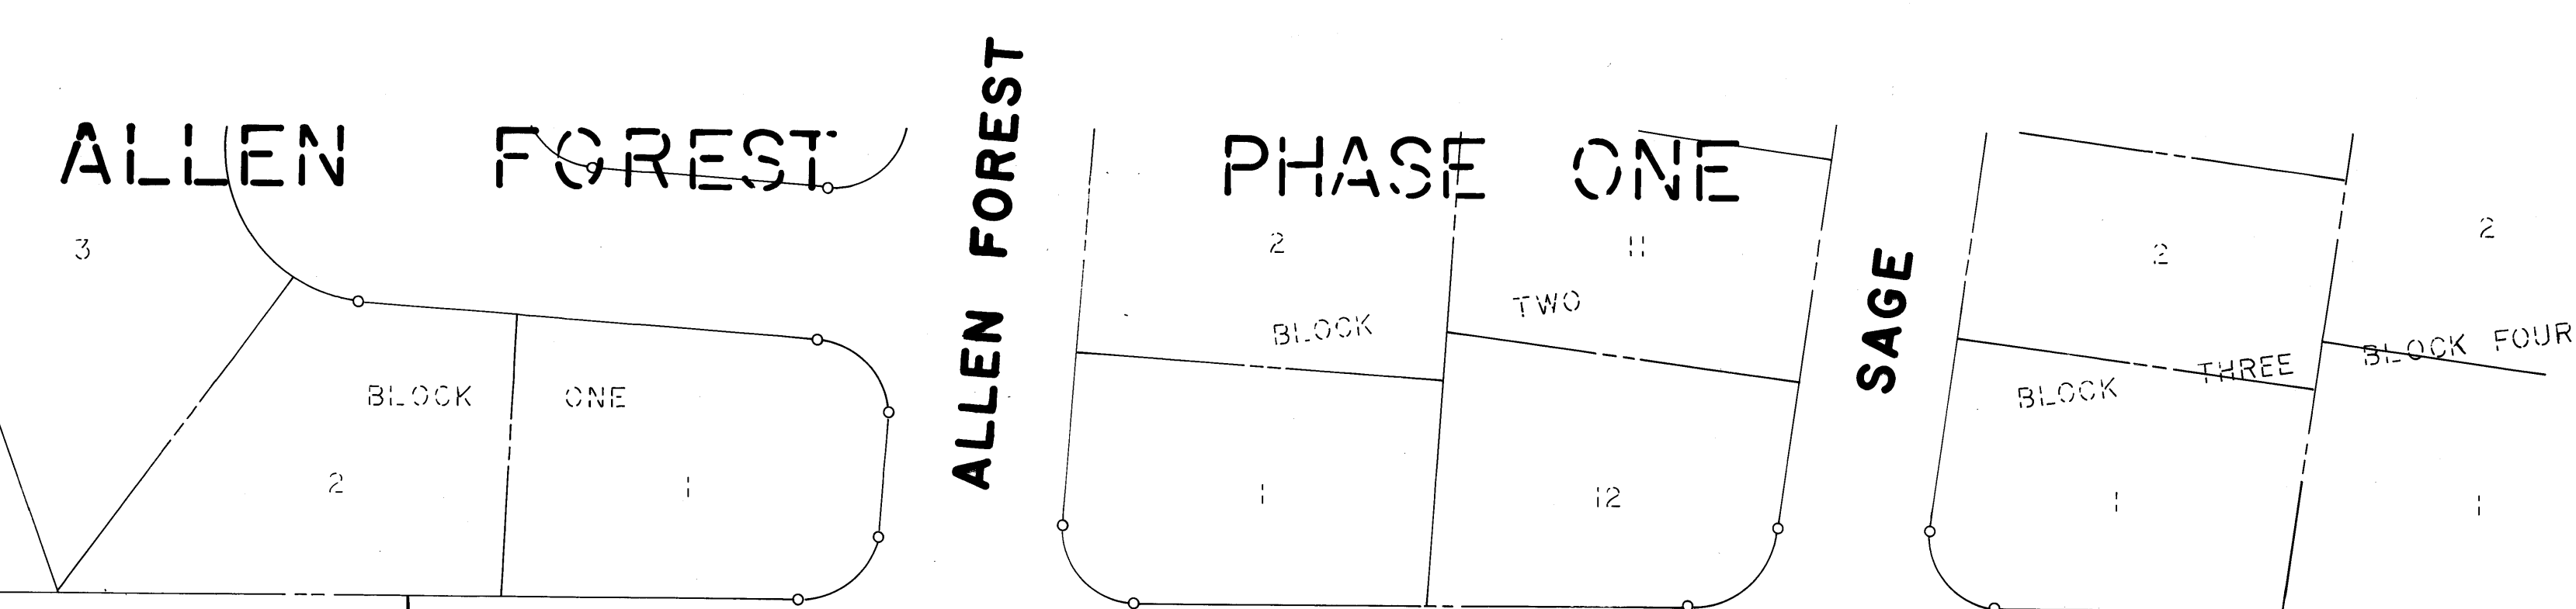 ALLEN FOREST PHASE ONE
ALLEN FOREST
SAGE
3
BLOCK ONE
2
1
2
11
BLOCK TWO
1
12
2
BLOCK THREE
1
2
BLOCK FOUR
1